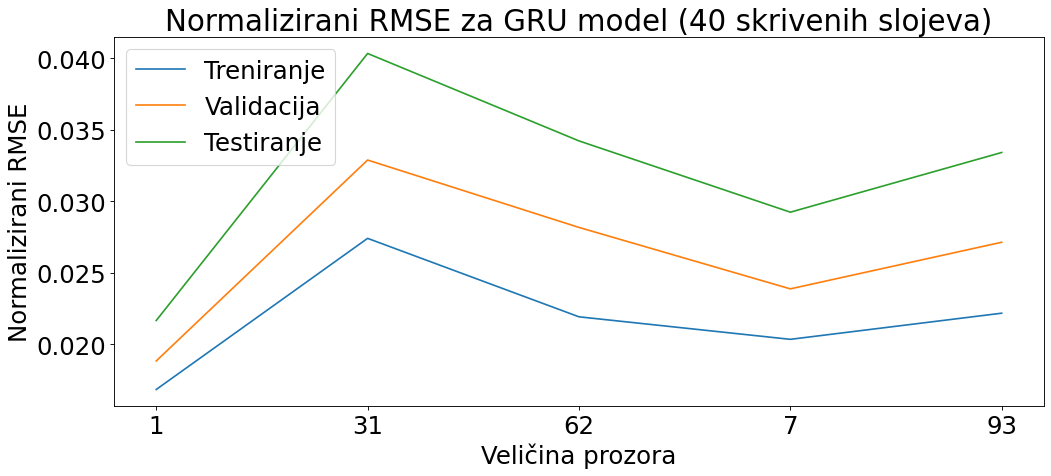 Normalizirani RMSE za GRU model (40 skrivenih slojeva)
Normalizirani RMSE
0.040
0.035
0.030
0.025
0.020
Treniranje
Validacija
Testiranje
1 31 62 7 93
Veličina prozora